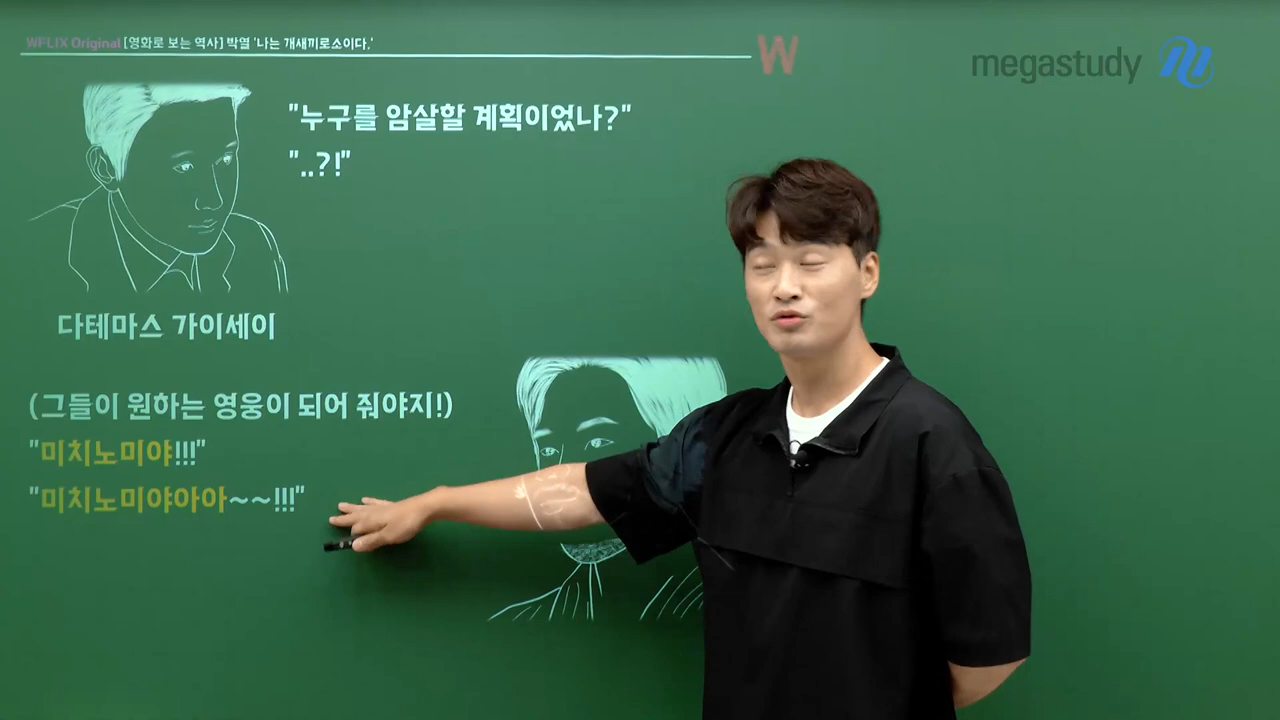 WFLIX Original [영화로 보는 역사] 박열 '나는 개새끼로소이다.'
W
megastudy
"누구를 암살할 계획이었나?"
"..?!"
다테마스 가이세이
(그들이 원하는 영웅이 되어 줘야지!)
"미치노미야!!!"
"미치노미야아아~~!!!"